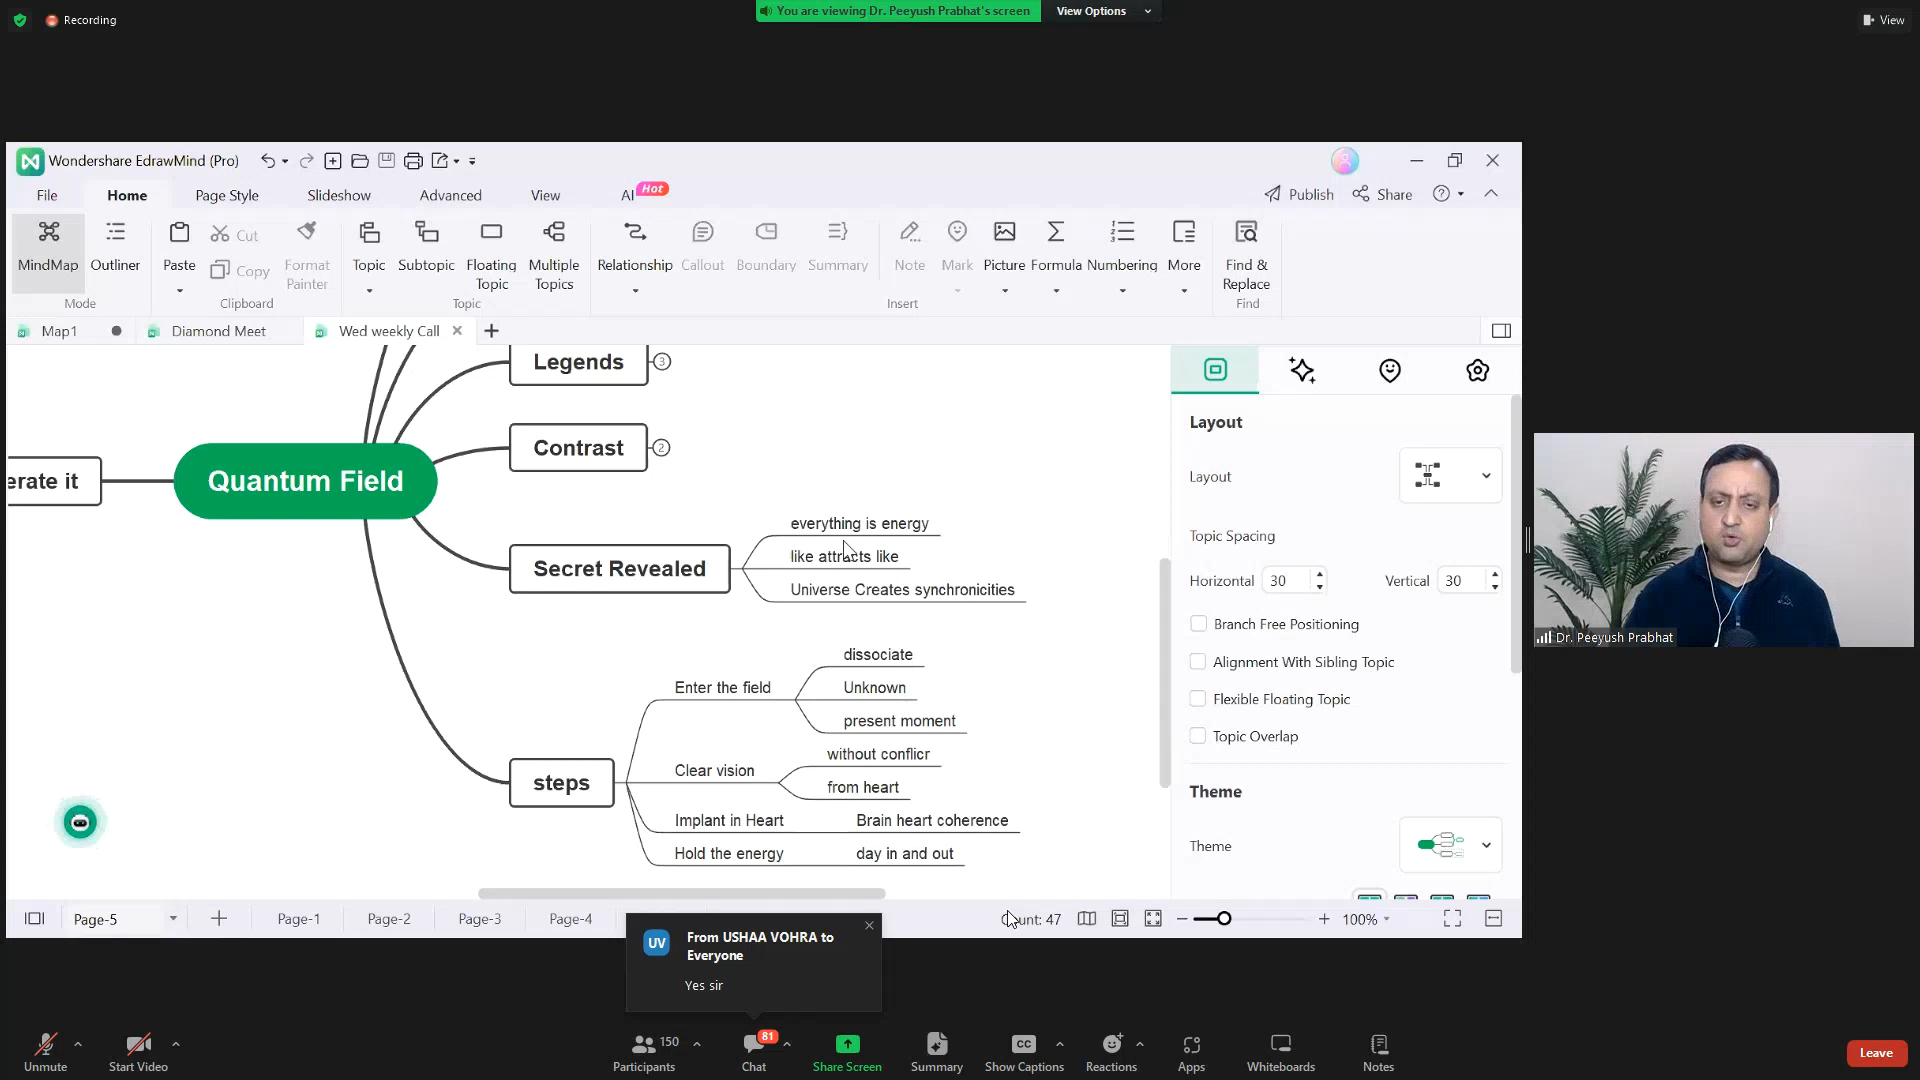 Recording
You are viewing Dr. Peeyush Prabhat's screen
View Options
View
Wondershare EdrawMind (Pro)
File
Home
Page Style
Slideshow
Advanced
View
AI
Hot
Publish
Share
MindMap
Outliner
Mode
Paste
Cut
Copy
Format
Painter
Clipboard
Topic
Subtopic
Floating
Topic
Multiple
Topics
Topic
Relationship
Callout
Boundary
Summary
Note
Mark
Picture
Formula
Numbering
More
Insert
Find &
Replace
Find
Map1
Diamond Meet
Wed weekly Call
Legends
3
Contrast
2
erate it
Quantum Field
Secret Revealed
everything is energy
like attracts like
Universe Creates synchronicities
steps
Enter the field
dissociate
Unknown
present moment
Clear vision
without conflicr
from heart
Implant in Heart
Brain heart coherence
Hold the energy
day in and out
Layout
Layout
Topic Spacing
Horizontal 30
Vertical 30
Branch Free Positioning
Alignment With Sibling Topic
Flexible Floating Topic
Topic Overlap
Theme
Theme
Dr. Peeyush Prabhat
Page-5
Page-1
Page-2
Page-3
Page-4
Count: 47
100%
UV
From USHAA VOHRA to
Everyone
Yes sir
Unmute
Start Video
150
Participants
81
Chat
Share Screen
Summary
CC
Show Captions
Reactions
Apps
Whiteboards
Notes
Leave